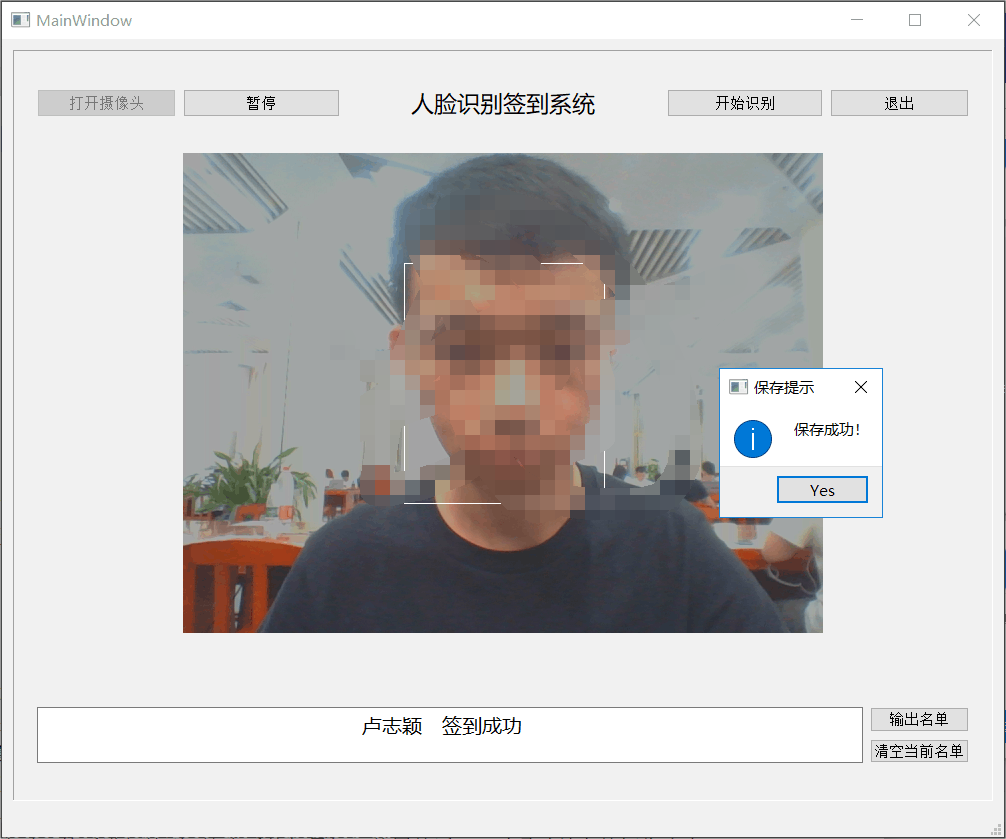 MainWindow
打开摄像头
暂停
人脸识别签到系统
开始识别
退出
保存提示
保存成功!
Yes
卢志颖 签到成功
输出名单
清空当前名单